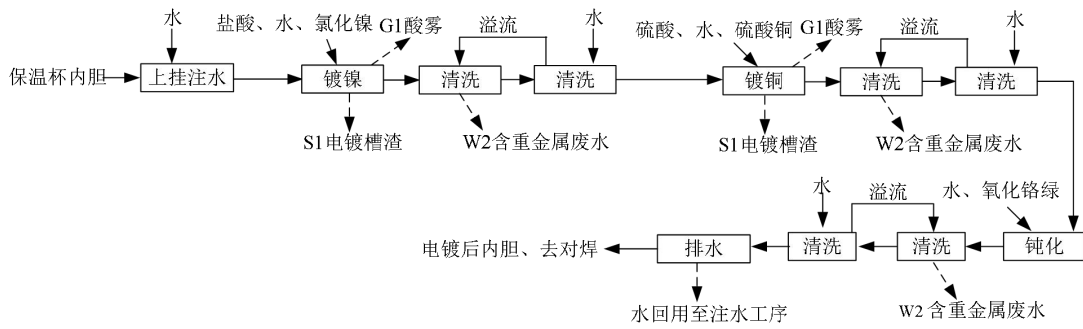 水
盐酸、水、氯化镍
G1酸雾
溢流
水
硫酸、水、硫酸铜
G1酸雾
溢流
水
保温杯内胆
上挂注水
镀镍
清洗
清洗
镀铜
清洗
清洗
S1电镀槽渣
W2含重金属废水
S1电镀槽渣
W2含重金属废水
水
溢流
水、氧化铬绿
电镀后内胆、去对焊
排水
清洗
清洗
钝化
水回用至注水工序
W2含重金属废水